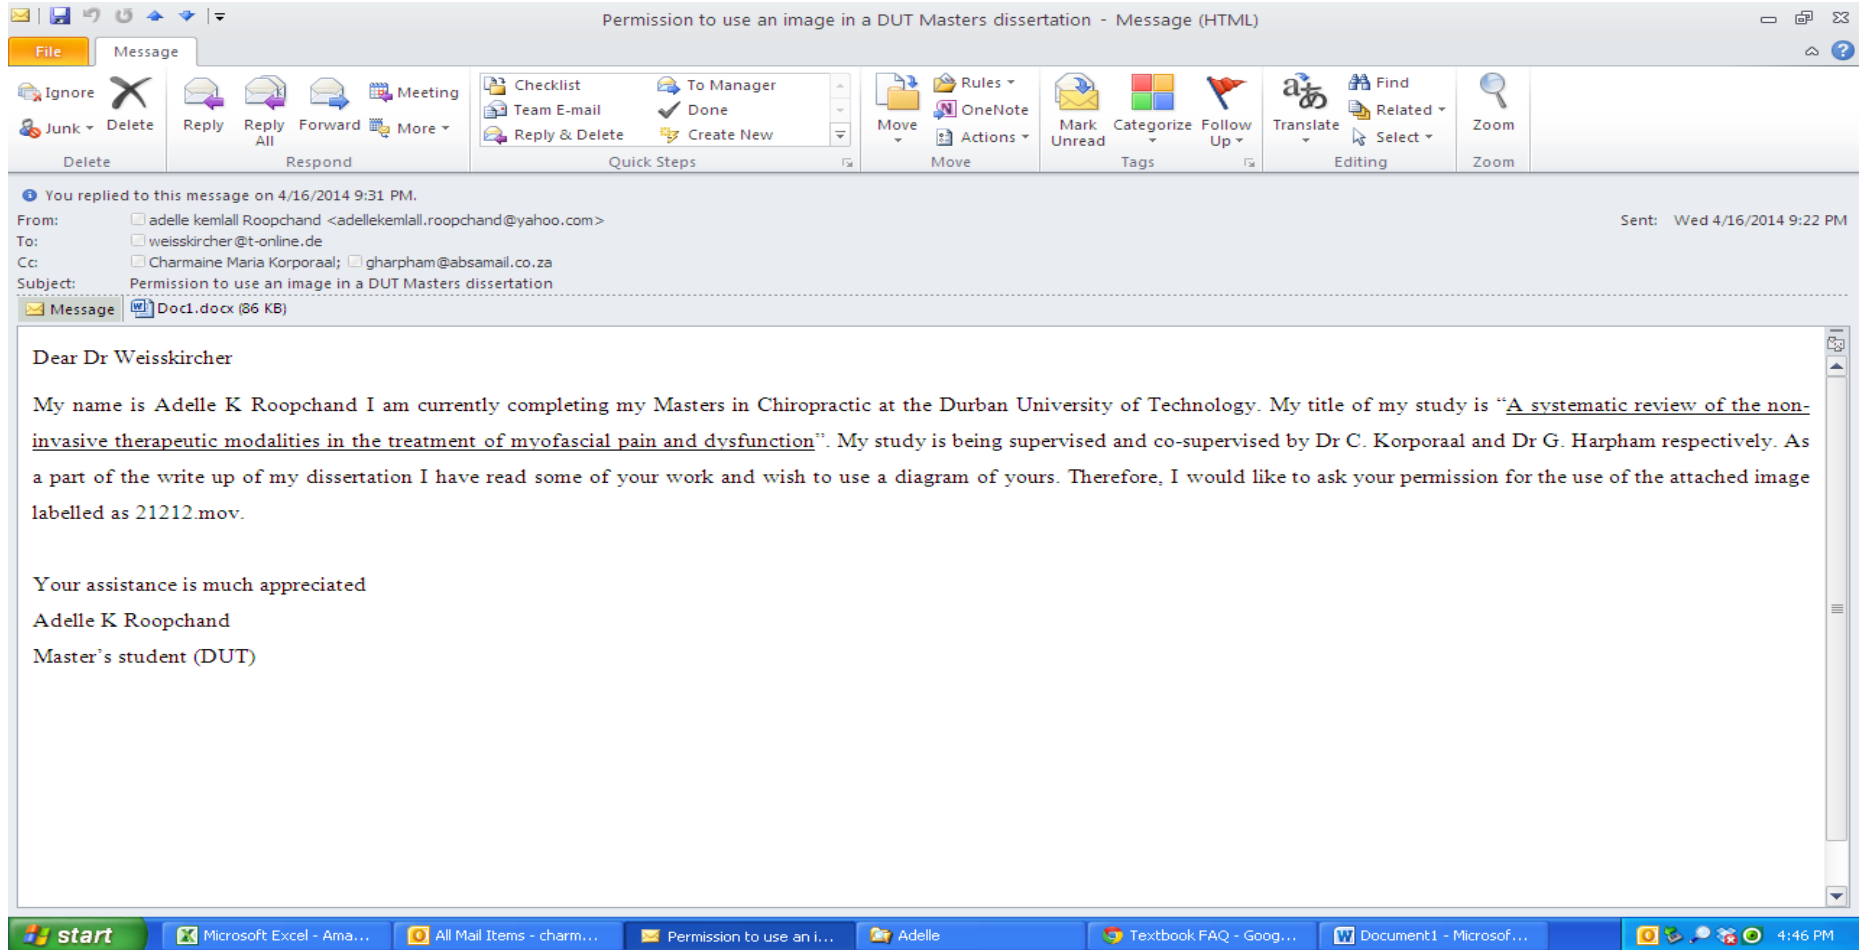 Permission to use an image in a DUT Masters dissertation - Message (HTML)
File Message
Ignore
Junk
Delete
Delete
Reply
Reply All
Forward
Meeting
More
Respond
Checklist
Team E-mail
Reply & Delete
To Manager
Done
Create New
Quick Steps
Move
Rules
OneNote
Actions
Move
Mark Unread
Categorize
Follow Up
Tags
Translate
Find
Related
Select
Editing
Zoom
Zoom
You replied to this message on 4/16/2014 9:31 PM.
From: adelle kemlall Roopchand <adellekemlall.roopchand@yahoo.com> Sent: Wed 4/16/2014 9:22 PM
To: weisskircher@t-online.de
Cc: Charmaine Maria Korporaal; gharpham@absamail.co.za
Subject: Permission to use an image in a DUT Masters dissertation
Message Doc1.docx (86 KB)
Dear Dr Weisskircher
My name is Adelle K Roopchand I am currently completing my Masters in Chiropractic at the Durban University of Technology. My title of my study is “A systematic review of the non-
invasive therapeutic modalities in the treatment of myofascial pain and dysfunction”. My study is being supervised and co-supervised by Dr C. Korporaal and Dr G. Harpham respectively. As
a part of the write up of my dissertation I have read some of your work and wish to use a diagram of yours. Therefore, I would like to ask your permission for the use of the attached image
labelled as 21212.mov.
Your assistance is much appreciated
Adelle K Roopchand
Master’s student (DUT)
start Microsoft Excel - Ama... All Mail Items - charm... Permission to use an i... Adelle Textbook FAQ - Goog... Document1 - Microsof... 4:46 PM